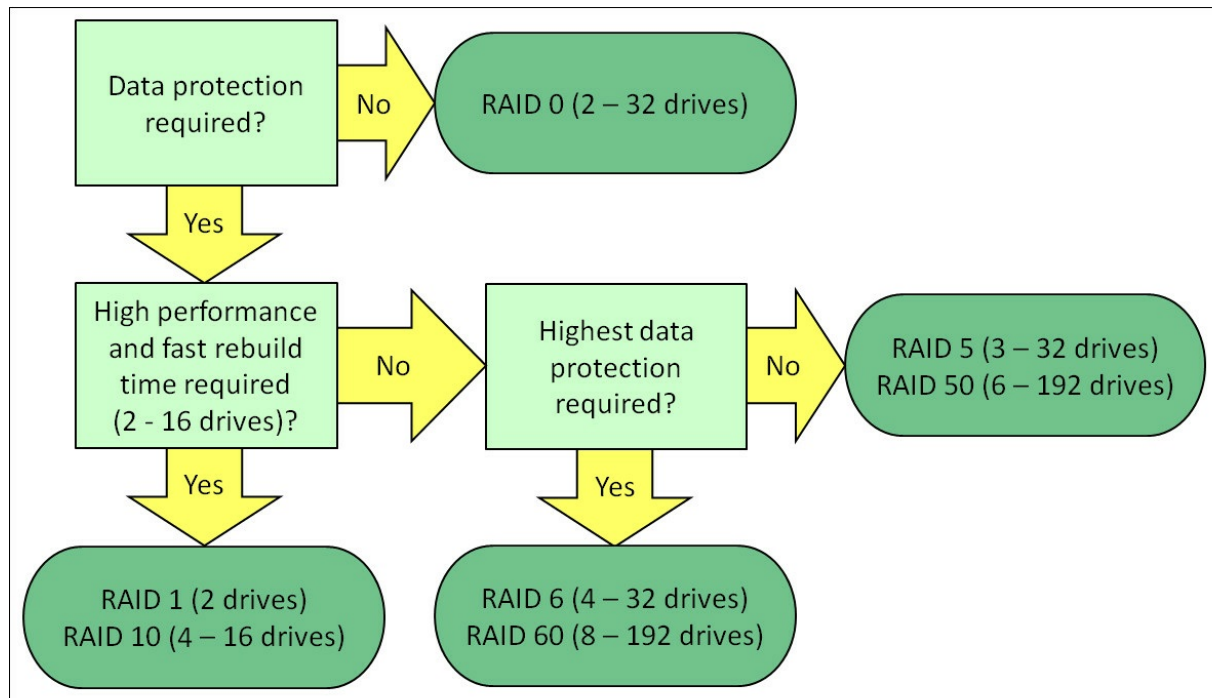 Data protection
required?
No
RAID 0 (2 – 32 drives)
Yes
High performance
and fast rebuild
time required
(2 - 16 drives)?
No
Highest data
protection
required?
No
RAID 5 (3 – 32 drives)
RAID 50 (6 – 192 drives)
Yes
Yes
RAID 1 (2 drives)
RAID 10 (4 – 16 drives)
RAID 6 (4 – 32 drives)
RAID 60 (8 – 192 drives)